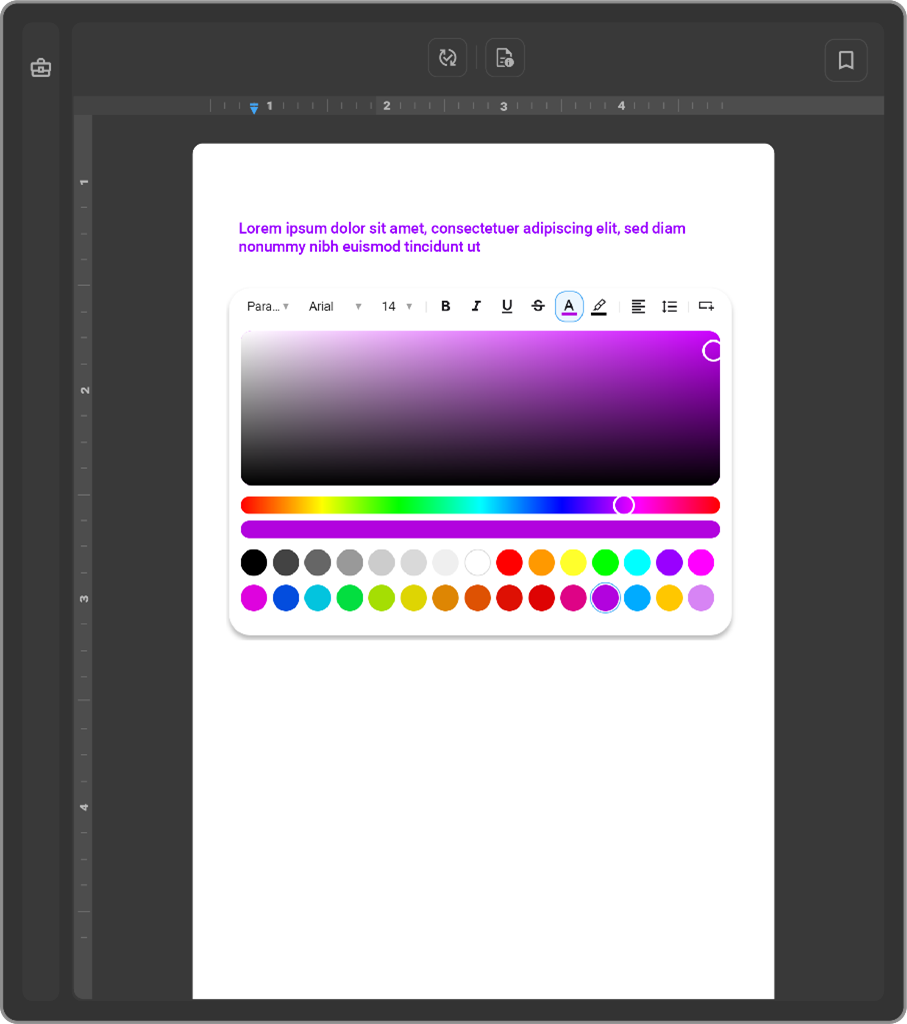 1 2 3 4
1
2
3
4
Lorem ipsum dolor sit amet, consectetuer adipiscing elit, sed diam
nonummy nibh euismod tincidunt ut
Para... Arial 14 B I U S A